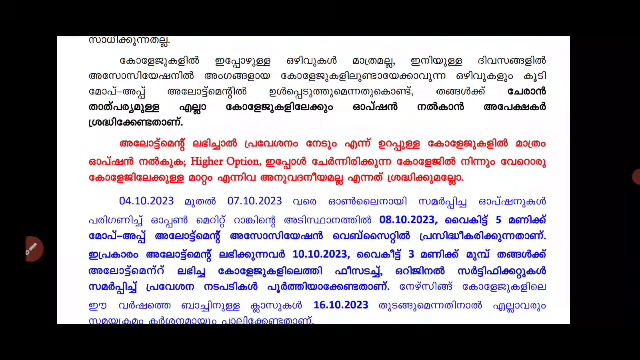 സാധിക്കുന്നതല്ല.
കോളേജുകളിൽ ഇപ്പോഴുള്ള ഒഴിവുകൾ മാത്രമല്ല, ഇനിയുള്ള ദിവസങ്ങളിൽ
അസോസിയേഷനിൽ അംഗങ്ങളായ കോളേജുകളിലുണ്ടായേക്കാവുന്ന ഒഴിവുകളും കൂടി
മോപ്-അപ്പ് അലോട്ട്മെന്റിൽ ഉൾപ്പെടുത്തുമെന്നതുകൊണ്ട്, തങ്ങൾക്ക് ചേരാൻ
താത്പര്യമുള്ള എല്ലാ കോളേജുകളിലേക്കും ഓപ്ഷൻ നൽകാൻ അപേക്ഷകർ
ശ്രദ്ധിക്കേണ്ടതാണ്.
അലോട്ട്മെന്റ് ലഭിച്ചാൽ പ്രവേശനം നേടും എന്ന് ഉറപ്പുള്ള കോളേജുകളിൽ മാത്രം
ഓപ്ഷൻ നൽകുക; Higher Option, ഇപ്പോൾ ചേർന്നിരിക്കുന്ന കോളേജിൽ നിന്നും വേറൊരു
കോളേജിലേക്കുള്ള മാറ്റം എന്നിവ അനുവദനീയമല്ല എന്നത് ശ്രദ്ധിക്കുമല്ലോ.
04.10.2023 മുതൽ 07.10.2023 വരെ ഓൺലൈനായി സമർപ്പിച്ച ഓപ്ഷനുകൾ
പരിഗണിച്ച് ഓപ്പൺ മെറിറ്റ് റാങ്കിന്റെ അടിസ്ഥാനത്തിൽ 08.10.2023, വൈകിട്ട് 5 മണിക്ക്
മോപ്-അപ്പ് അലോട്ട്മെന്റ് അസോസിയേഷൻ വെബ്സൈറ്റിൽ പ്രസിദ്ധീകരിക്കുന്നതാണ്.
ഇപ്രകാരം അലോട്ട്മെന്റ് ലഭിക്കുന്നവർ 10.10.2023, വൈകീട്ട് 3 മണിക്ക് മുമ്പ് തങ്ങൾക്ക്
അലോട്ട്മെന്റ് ലഭിച്ച കോളേജുകളിലെത്തി ഫീസടച്ച്, ഒറിജിനൽ സർട്ടിഫിക്കറ്റുകൾ
സമർപ്പിച്ച് പ്രവേശന നടപടികൾ പൂർത്തിയാക്കേണ്ടതാണ്. നേഴ്സിങ്ങ് കോളേജുകളിലെ
ഈ വർഷത്തെ ബാച്ചിനുള്ള ക്ലാസുകൾ 16.10.2023 തുടങ്ങുമെന്നതിനാൽ എല്ലാവരും
സമയക്രമം കർശനമായും പാലിക്കേണ്ടതാണ്.